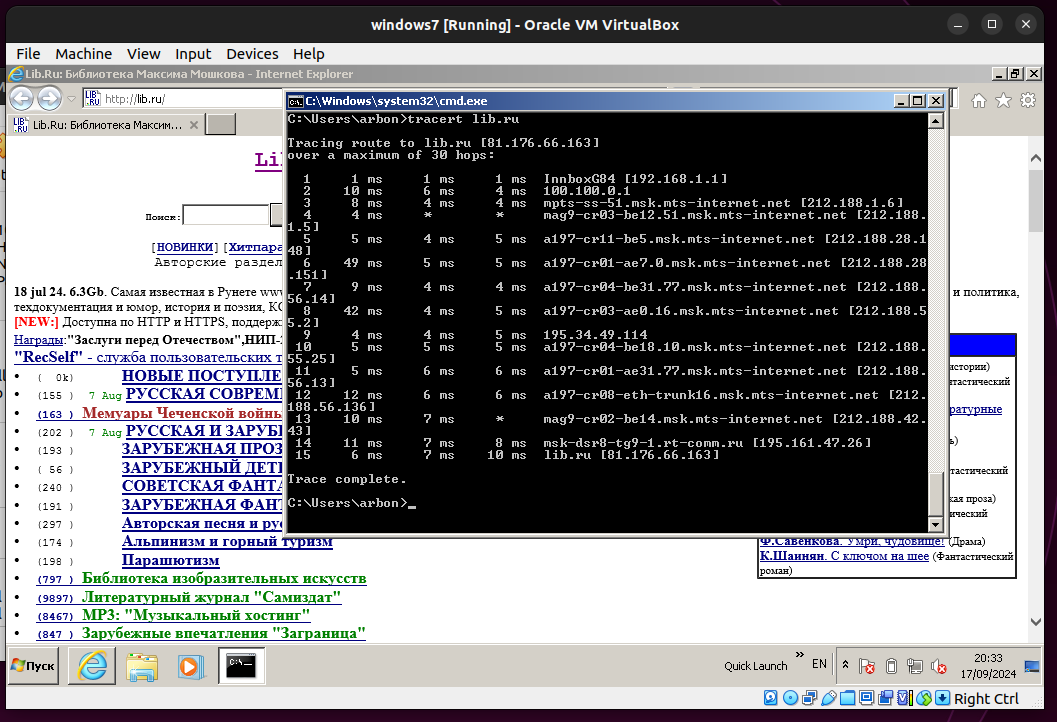 windows7 [Running] - Oracle VM VirtualBox
File Machine View Input Devices Help
Lib.Ru: Библиотека Максима Мошкова - Internet Explorer
http://lib.ru/
Lib.Ru: Библиотека Максим...
C:\Windows\system32\cmd.exe
C:\Users\arbon>tracert lib.ru
Tracing route to lib.ru [81.176.66.163]
over a maximum of 30 hops:
1 1 ms 1 ms 1 ms InnboxG84 [192.168.1.1]
2 10 ms 6 ms 4 ms 100.100.0.1
3 8 ms 4 ms 4 ms mpts-ss-51.msk.mts-internet.net [212.188.1.6]
4 4 ms * * mag9-cr03-be12.51.msk.mts-internet.net [212.188.
1.5]
5 5 ms 4 ms 5 ms a197-cr11-be5.msk.mts-internet.net [212.188.28.1
48]
6 49 ms 5 ms 5 ms a197-cr01-ae7.0.msk.mts-internet.net [212.188.28
.151]
7 9 ms 4 ms 4 ms a197-cr04-be31.77.msk.mts-internet.net [212.188.
56.14]
8 42 ms 4 ms 4 ms a197-cr03-ae0.16.msk.mts-internet.net [212.188.5
5.2]
9 4 ms 4 ms 5 ms 195.34.49.114
10 5 ms 5 ms 5 ms a197-cr04-be18.10.msk.mts-internet.net [212.188.
55.25]
11 5 ms 6 ms 6 ms a197-cr01-ae31.77.msk.mts-internet.net [212.188.
56.13]
12 12 ms 6 ms 6 ms a197-cr08-eth-trunk16.msk.mts-internet.net [212.
188.56.136]
13 10 ms 7 ms * mag9-cr02-be14.msk.mts-internet.net [212.188.42.
43]
14 11 ms 7 ms 8 ms msk-dsr8-tg9-1.rt-comm.ru [195.161.47.26]
15 6 ms 7 ms 10 ms lib.ru [81.176.66.163]
Trace complete.
C:\Users\arbon>_
Li
Поиск:
[НОВИНКИ] [Хитпара
Авторские раздел
18 jul 24. 6.3Gb. Самая известная в Рунете www
и политика,
техдокументация и юмор, история и поэзия, КС
[NEW:] Доступна по HTTP и HTTPS, поддерж
Награды:"Заслуги перед Отечеством",НИП-2
"RecSelf" - служба пользовательских т
( 0k) НОВЫЕ ПОСТУПЛЕ
(155 ) 7 Aug РУССКАЯ СОВРЕМ
(163 ) Мемуары Чеченской войны
(202 ) 7 Aug РУССКАЯ И ЗАРУБ
(193 ) ЗАРУБЕЖНАЯ ПРОЗ
( 56 ) ЗАРУБЕЖНЫЙ ДЕТЕ
(240 ) СОВЕТСКАЯ ФАНТА
(191 ) ЗАРУБЕЖНАЯ ФАНТ
(297 ) Авторская песня и рус
(174 ) Альпинизм и горный туризм
(198 ) Парашютизм
(797 ) Библиотека изобразительных искусств
(9897) Литературный журнал "Самиздат"
(8467) MP3: "Музыкальный хостинг"
(847 ) Зарубежные впечатления "Заграница"
истории)
тастический
ратурные
ь)
тастический
кая проза)
ический
Ф.Савенкова. Умри, чудовище! (Драма)
К.Шаинян. С ключом на шее (Фантастический
роман)
Пуск
Quick Launch
EN
20:33
17/09/2024
Right Ctrl